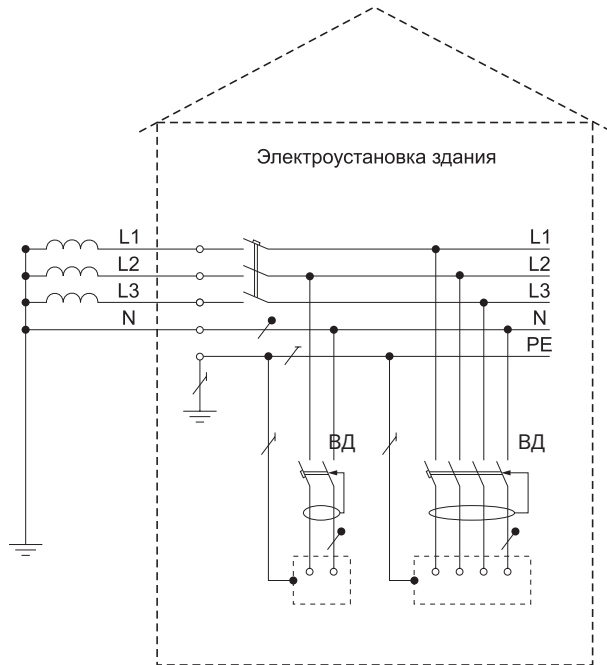 Электроустановка здания
L1 L1
L2 L2
L3 L3
N N
PE
ВД ВД